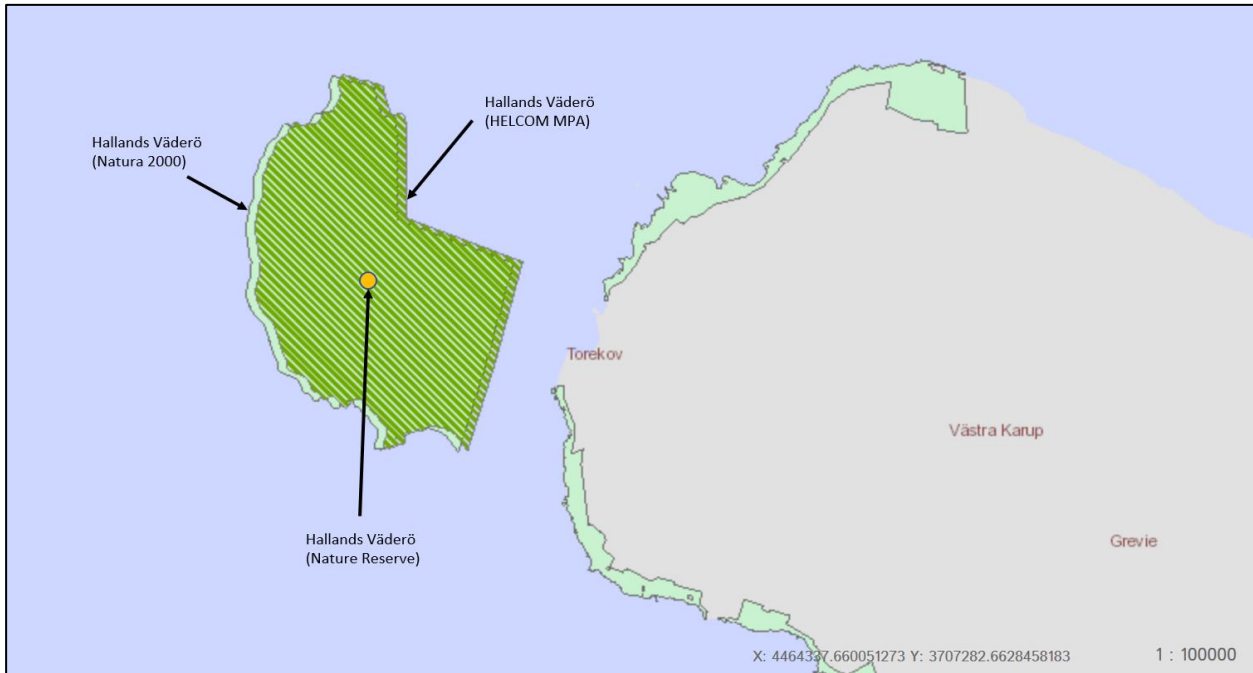 Hallands Väderö
(HELCOM MPA)
Hallands Väderö
(Natura 2000)
Torekov
Västra Karup
Hallands Väderö
(Nature Reserve)
Grevie
X: 4464337.660051273 Y: 3707282.6628458183
1 : 100000